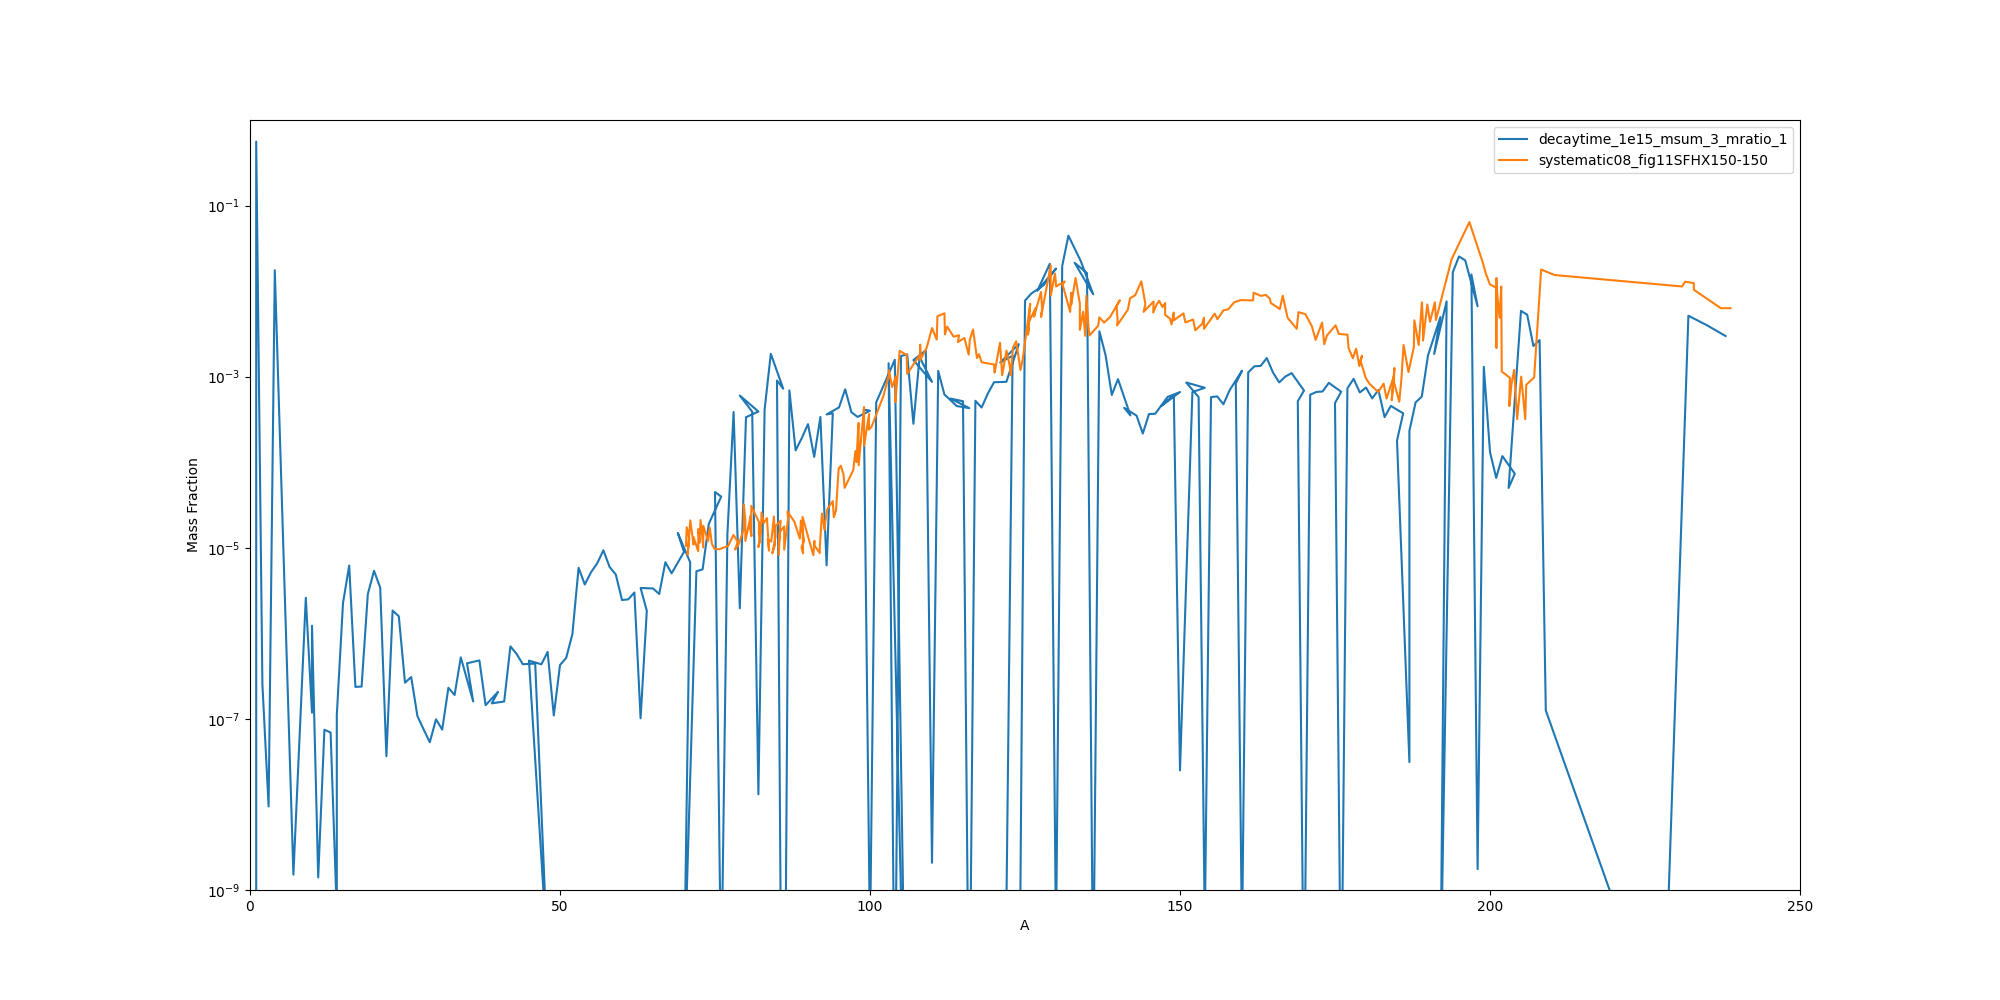 decaytime_1e15_msum_3_mratio_1
systematic08_fig11SFHX150-150
10⁻¹
10⁻³
10⁻⁵
10⁻⁷
10⁻⁹
Mass Fraction
0 50 100 150 200 250
A